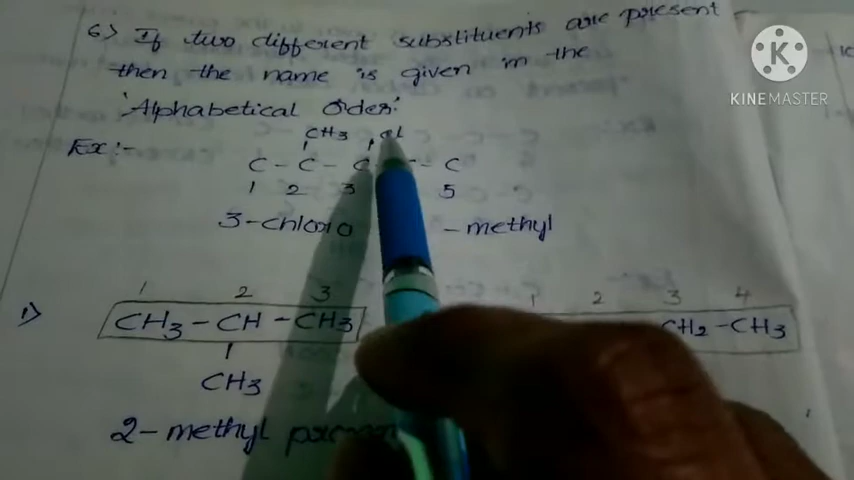 6) If two different substituents are present
then the name is given in the
'Alphabetical Order'
CH3 Cl
Ex:- C - C - C - C
1 2 3 5
3-chloro - methyl
1 2 3 1 2 3 4
1) CH3 - CH - CH3 CH2 - CH3
CH3
2-methyl
K
KINEMASTER